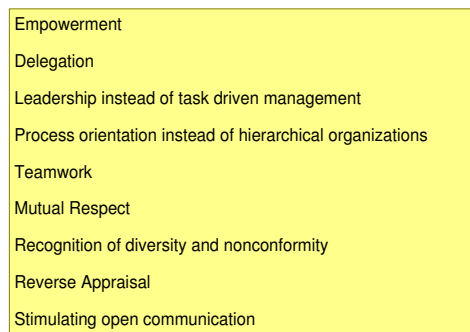 Empowerment
Delegation
Leadership instead of task driven management
Process orientation instead of hierarchical organizations
Teamwork
Mutual Respect
Recognition of diversity and nonconformity
Reverse Appraisal
Stimulating open communication